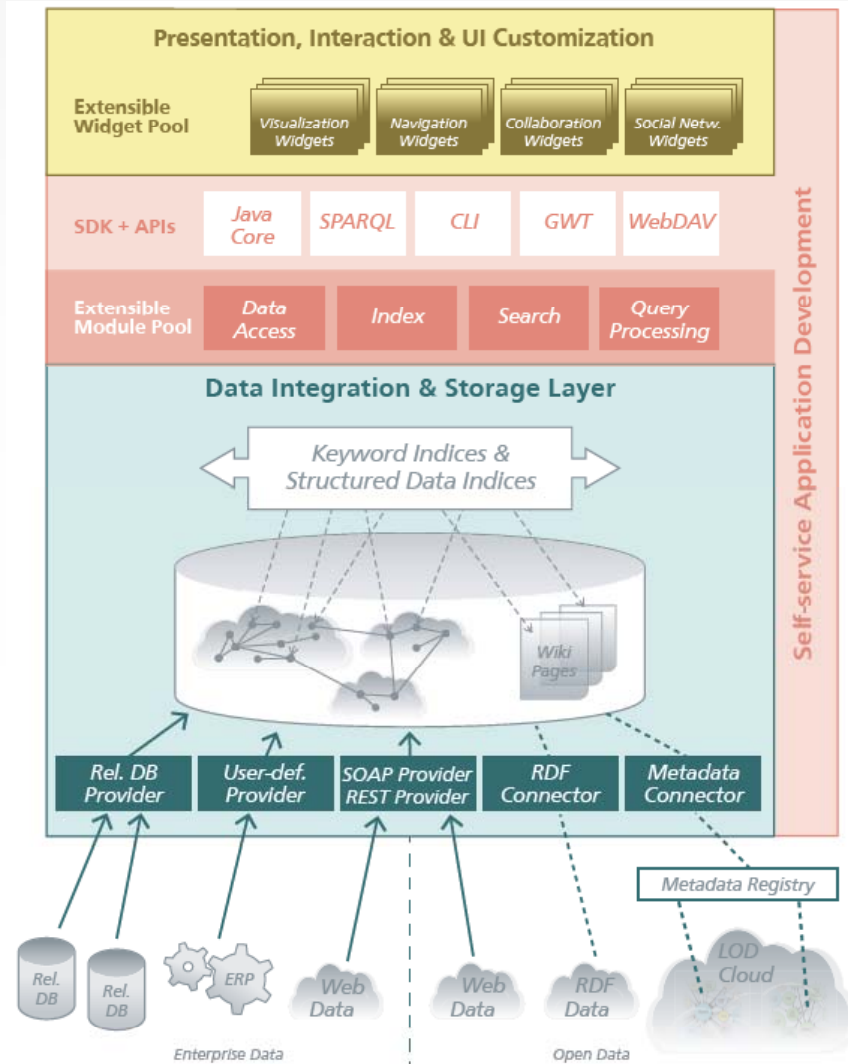 Presentation, Interaction & UI Customization
Extensible
Widget Pool
Visualization
Widgets
Navigation
Widgets
Collaboration
Widgets
Social Netw.
Widgets
SDK + APIs
Java
Core
SPARQL
CLI
GWT
WebDAV
Extensible
Module Pool
Data
Access
Index
Search
Query
Processing
Self-service Application Development
Data Integration & Storage Layer
Keyword Indices &
Structured Data Indices
Wiki
Pages
Rel. DB
Provider
User-def.
Provider
SOAP Provider
REST Provider
RDF
Connector
Metadada
Connector
Metadata Registry
Rel.
DB
Rel.
DB
ERP
Web
Data
Web
Data
RDF
Data
LOD
Cloud
Enterprise Data
Open Data